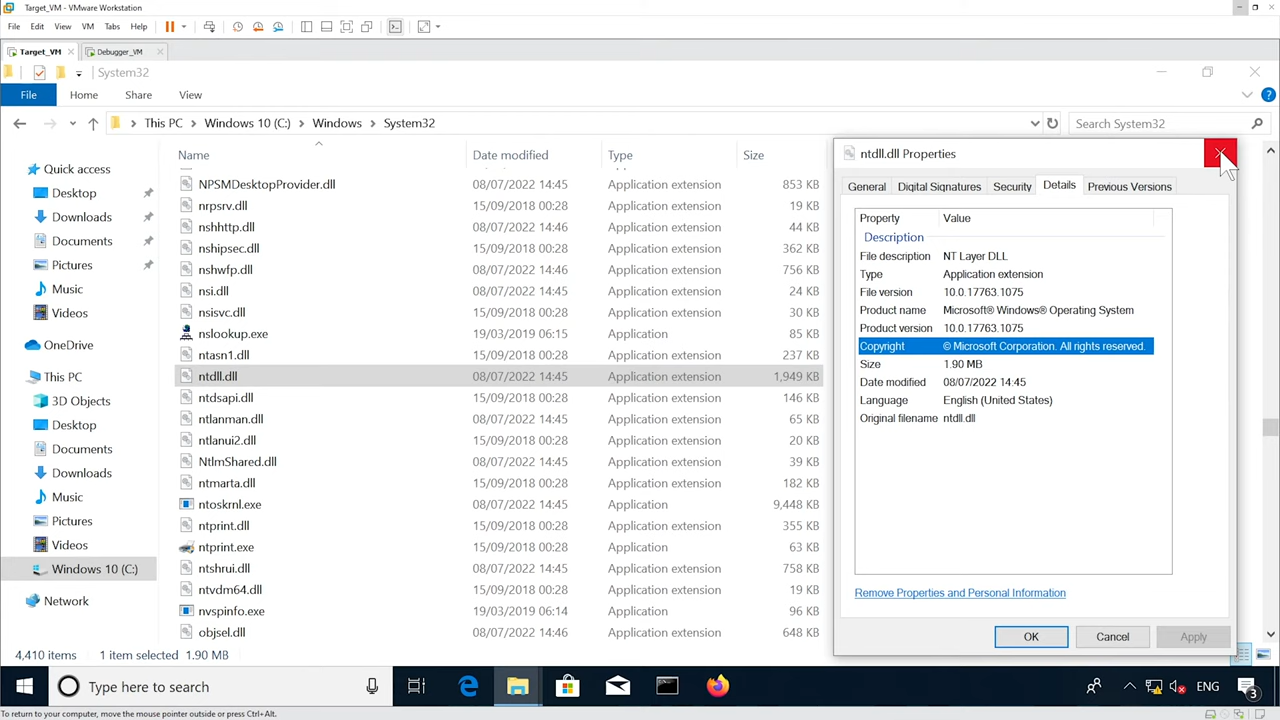 Target_VM - VMware Workstation
File Edit View VM Tabs Help
Target_VM Debugger_VM
System32
File Home Share View
This PC Windows 10 (C:) Windows System32 Search System32
Quick access
Desktop
Downloads
Documents
Pictures
Music
Videos
OneDrive
This PC
3D Objects
Desktop
Documents
Downloads
Music
Pictures
Videos
Windows 10 (C:)
Network
Name Date modified Type Size
NPSMDesktopProvider.dll 08/07/2022 14:45 Application extension 853 KB
nrpsrv.dll 15/09/2018 00:28 Application extension 19 KB
nshhttp.dll 08/07/2022 14:46 Application extension 44 KB
nshipsec.dll 15/09/2018 00:28 Application extension 362 KB
nshwfp.dll 08/07/2022 14:46 Application extension 756 KB
nsi.dll 08/07/2022 14:46 Application extension 24 KB
nsisvc.dll 15/09/2018 00:28 Application extension 30 KB
nslookup.exe 19/03/2019 06:15 Application 85 KB
ntasn1.dll 15/09/2018 00:28 Application extension 237 KB
ntdll.dll 08/07/2022 14:45 Application extension 1,949 KB
ntdsapi.dll 15/09/2018 00:28 Application extension 146 KB
ntlanman.dll 08/07/2022 14:45 Application extension 65 KB
ntlanui2.dll 15/09/2018 00:28 Application extension 20 KB
NtlmShared.dll 08/07/2022 14:45 Application extension 39 KB
ntmarta.dll 15/09/2018 00:28 Application extension 182 KB
ntoskrnl.exe 08/07/2022 14:45 Application 9,448 KB
ntprint.dll 15/09/2018 00:28 Application extension 355 KB
ntprint.exe 15/09/2018 00:28 Application 63 KB
ntshrui.dll 15/09/2018 00:28 Application extension 758 KB
ntvdm64.dll 15/09/2018 00:28 Application extension 19 KB
nvspinfo.exe 19/03/2019 06:14 Application 96 KB
objsel.dll 08/07/2022 14:46 Application extension 648 KB
ntdll.dll Properties
General Digital Signatures Security Details Previous Versions
Property Value
Description
File description NT Layer DLL
Type Application extension
File version 10.0.17763.1075
Product name Microsoft® Windows® Operating System
Product version 10.0.17763.1075
Copyright © Microsoft Corporation. All rights reserved.
Size 1.90 MB
Date modified 08/07/2022 14:45
Language English (United States)
Original filename ntdll.dll
Remove Properties and Personal Information
OK Cancel Apply
4,410 items 1 item selected 1.90 MB
Type here to search ENG 3
To return to your computer, move the mouse pointer outside or press Ctrl+Alt.